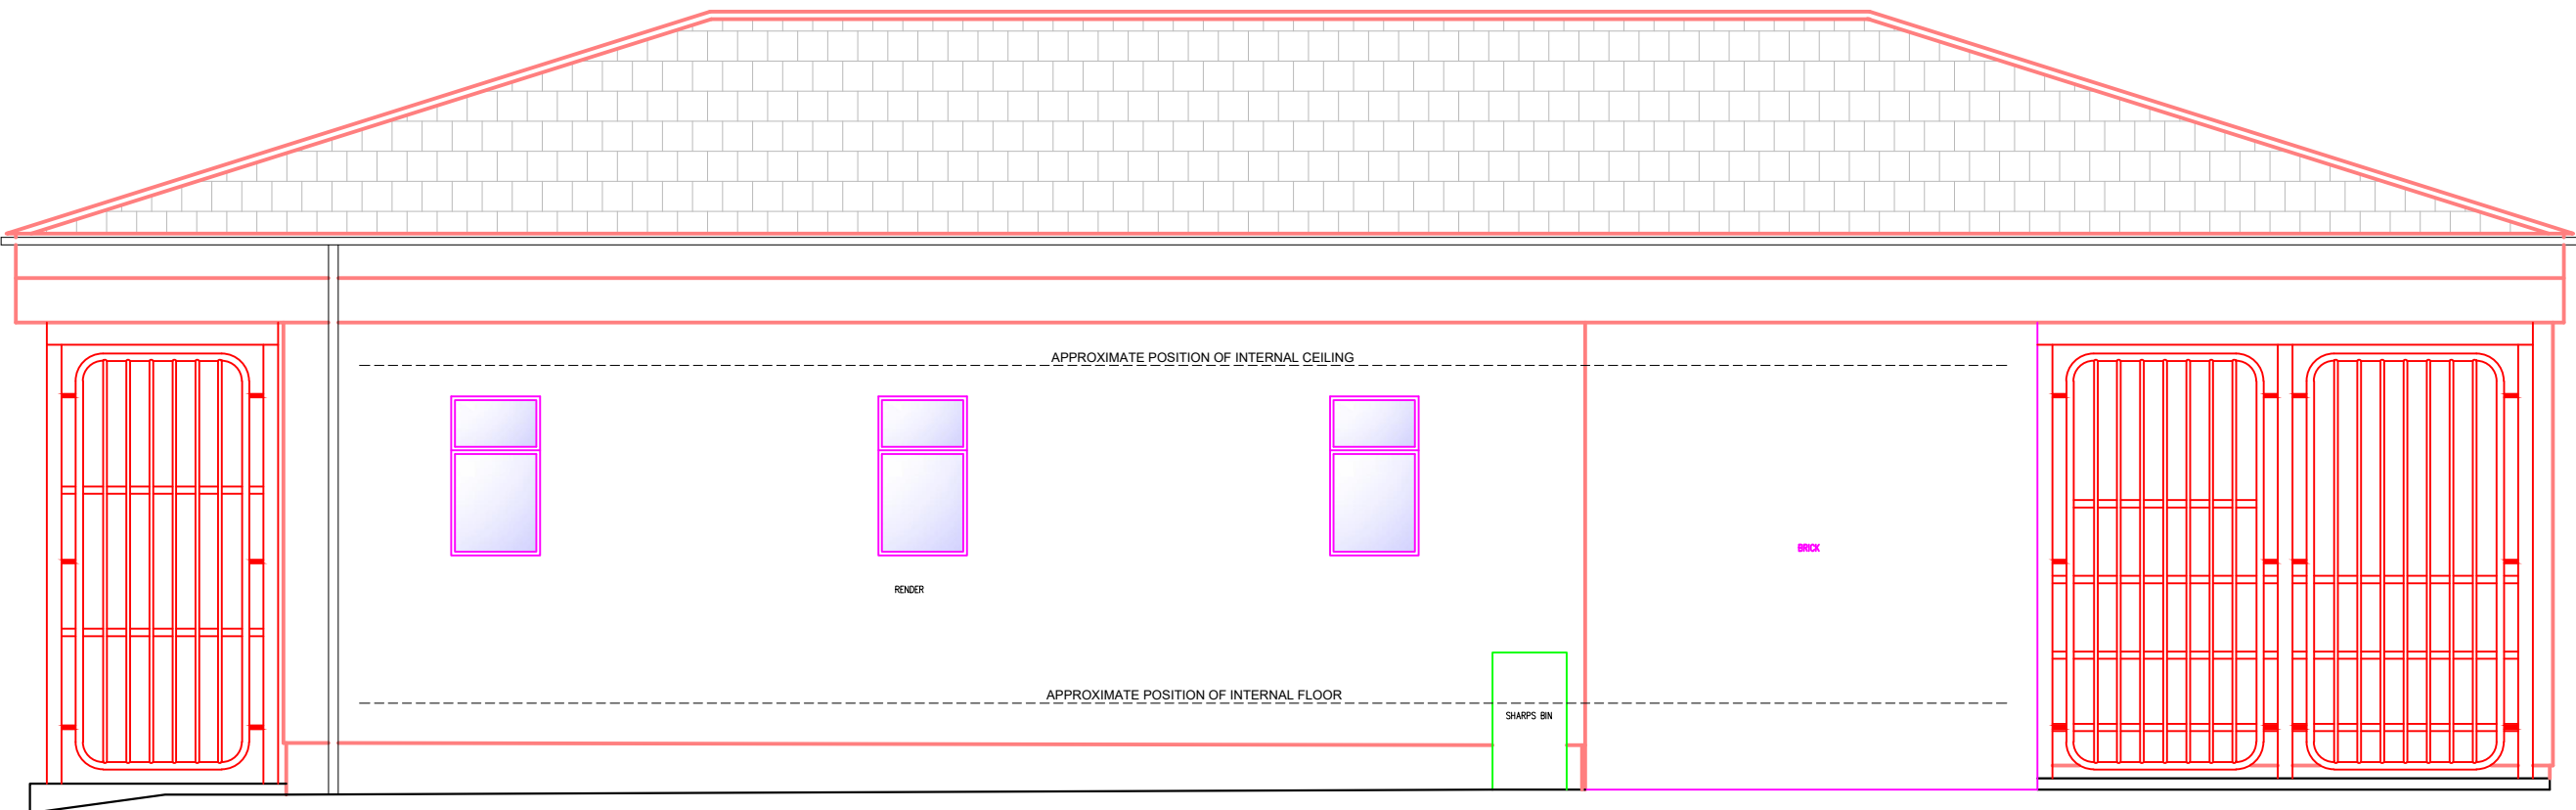 APPROXIMATE POSITION OF INTERNAL CEILING
BRICK
RENDER
APPROXIMATE POSITION OF INTERNAL FLOOR
SHARPS BIN